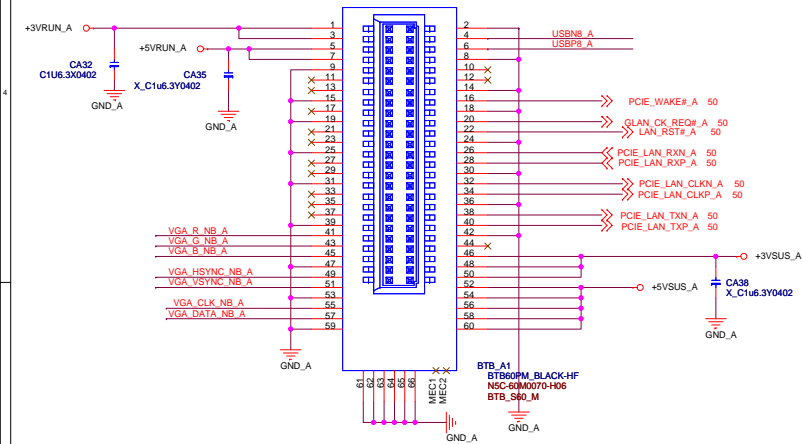 +3VRUN_A
+5VRUN_A
CA32
C1U6.3X0402
GND_A
CA35
X_C1u6.3Y0402
GND_A
4
1
3
5
7
9
11
13
15
17
19
21
23
25
27
29
31
33
35
37
39
41
43
45
47
49
51
53
55
57
59
VGA_R_NB_A
VGA_G_NB_A
VGA_B_NB_A
VGA_HSYNC_NB_A
VGA_VSYNC_NB_A
VGA_CLK_NB_A
VGA_DATA_NB_A
GND_A
2
4
6
8
10
12
14
16
18
20
22
24
26
28
30
32
34
36
38
40
42
44
46
48
50
52
54
56
58
60
USBN8_A
USBP8_A
PCIE_WAKE#_A 50
GLAN_CK_REQ#_A 50
LAN_RST#_A 50
PCIE_LAN_RXN_A 50
PCIE_LAN_RXP_A 50
PCIE_LAN_CLKN_A 50
PCIE_LAN_CLKP_A 50
PCIE_LAN_TXN_A 50
PCIE_LAN_TXP_A 50
+3VSUS_A
+5VSUS_A
CA38
X_C1u6.3Y0402
GND_A
61
62
63
64
65
66
MEC1
MEC2
BTB_A1
BTB60PM_BLACK-HF
N5C-60M0070-H06
BTB_S60_M
GND_A
GND_A